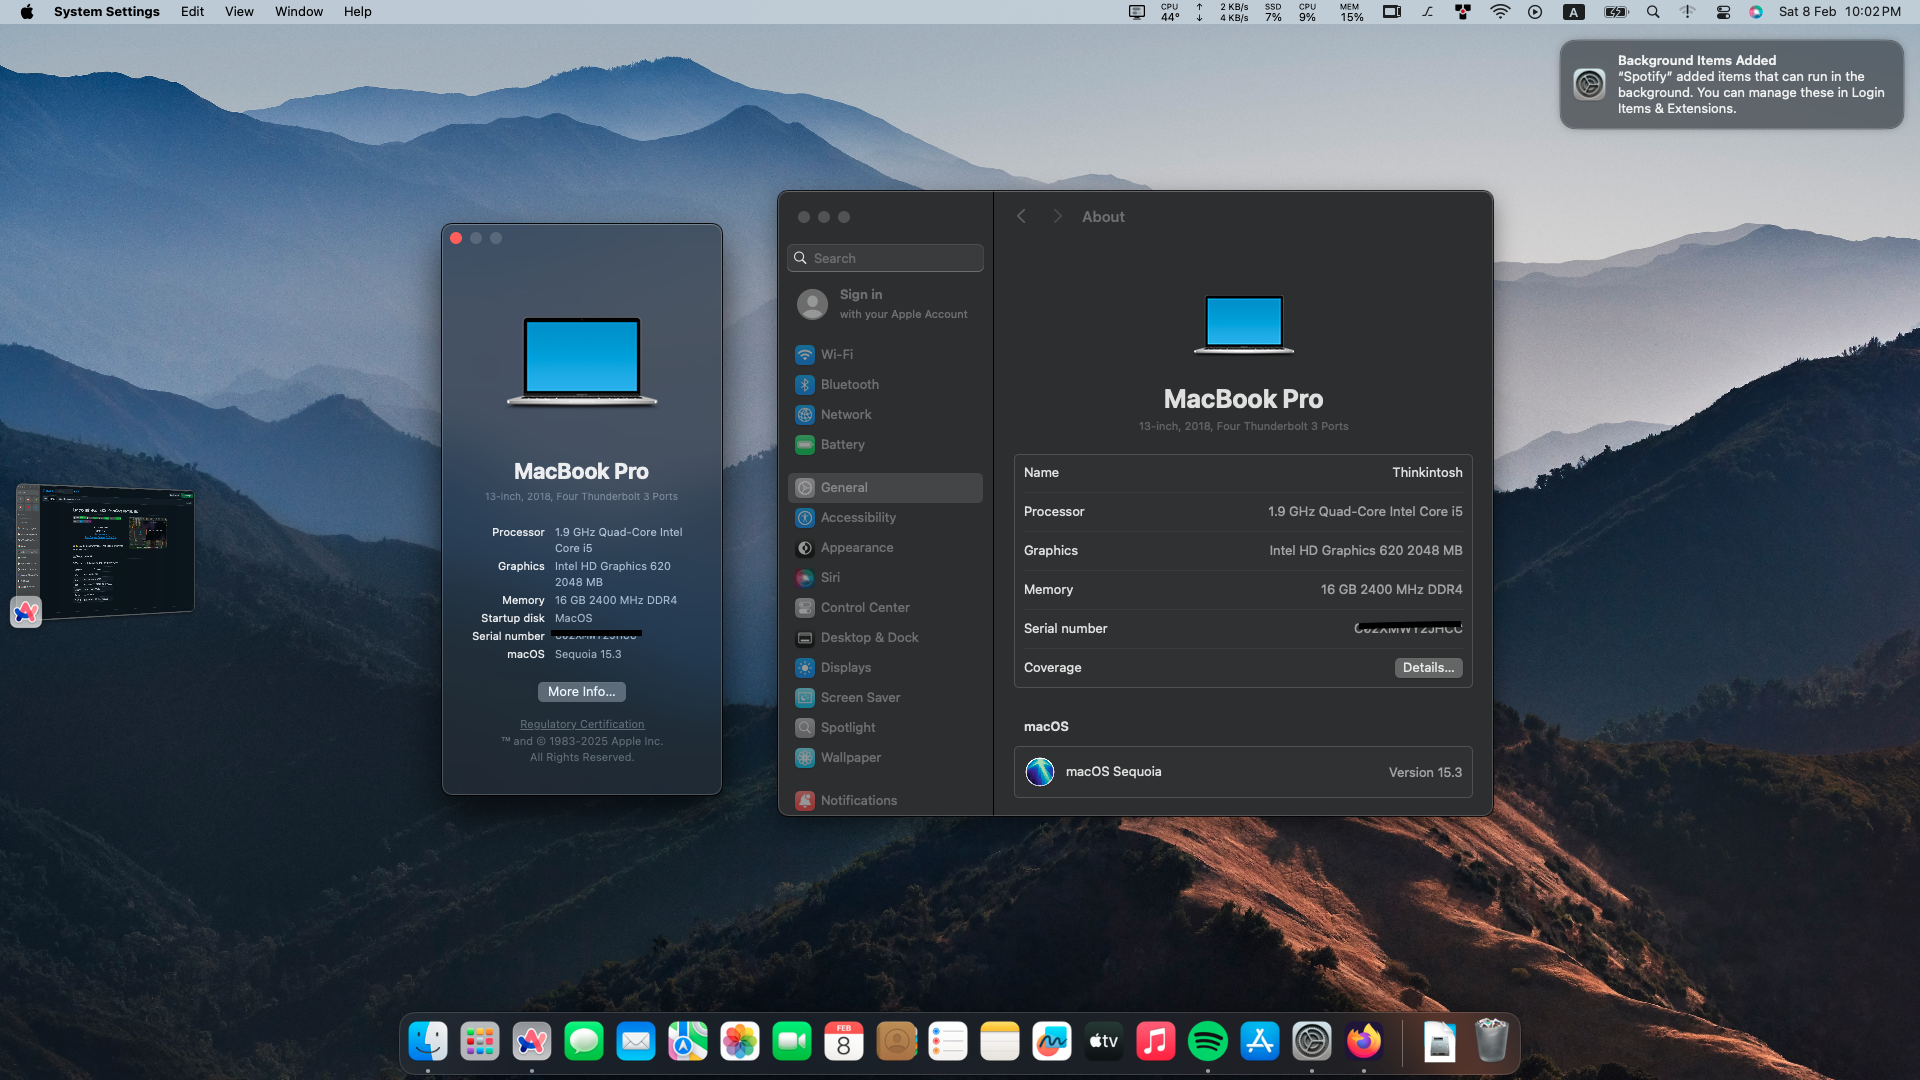 System Settings Edit View Window Help
CPU 44° 2 KB/s 4 KB/s SSD 7% CPU 9% MEM 15% A Sat 8 Feb 10:02 PM
Background Items Added
“Spotify” added items that can run in the
background. You can manage these in Login
Items & Extensions.
MacBook Pro
13-inch, 2018, Four Thunderbolt 3 Ports
Processor 1.9 GHz Quad-Core Intel
Core i5
Graphics Intel HD Graphics 620
2048 MB
Memory 16 GB 2400 MHz DDR4
Startup disk MacOS
Serial number
macOS Sequoia 15.3
More Info...
Regulatory Certification
™ and © 1983-2025 Apple Inc.
All Rights Reserved.
Search
Sign in
with your Apple Account
Wi-Fi
Bluetooth
Network
Battery
General
Accessibility
Appearance
Siri
Control Center
Desktop & Dock
Displays
Screen Saver
Spotlight
Wallpaper
Notifications
About
MacBook Pro
13-inch, 2018, Four Thunderbolt 3 Ports
Name Thinkintosh
Processor 1.9 GHz Quad-Core Intel Core i5
Graphics Intel HD Graphics 620 2048 MB
Memory 16 GB 2400 MHz DDR4
Serial number
Coverage Details...
macOS
macOS Sequoia Version 15.3
FEB
8
tv